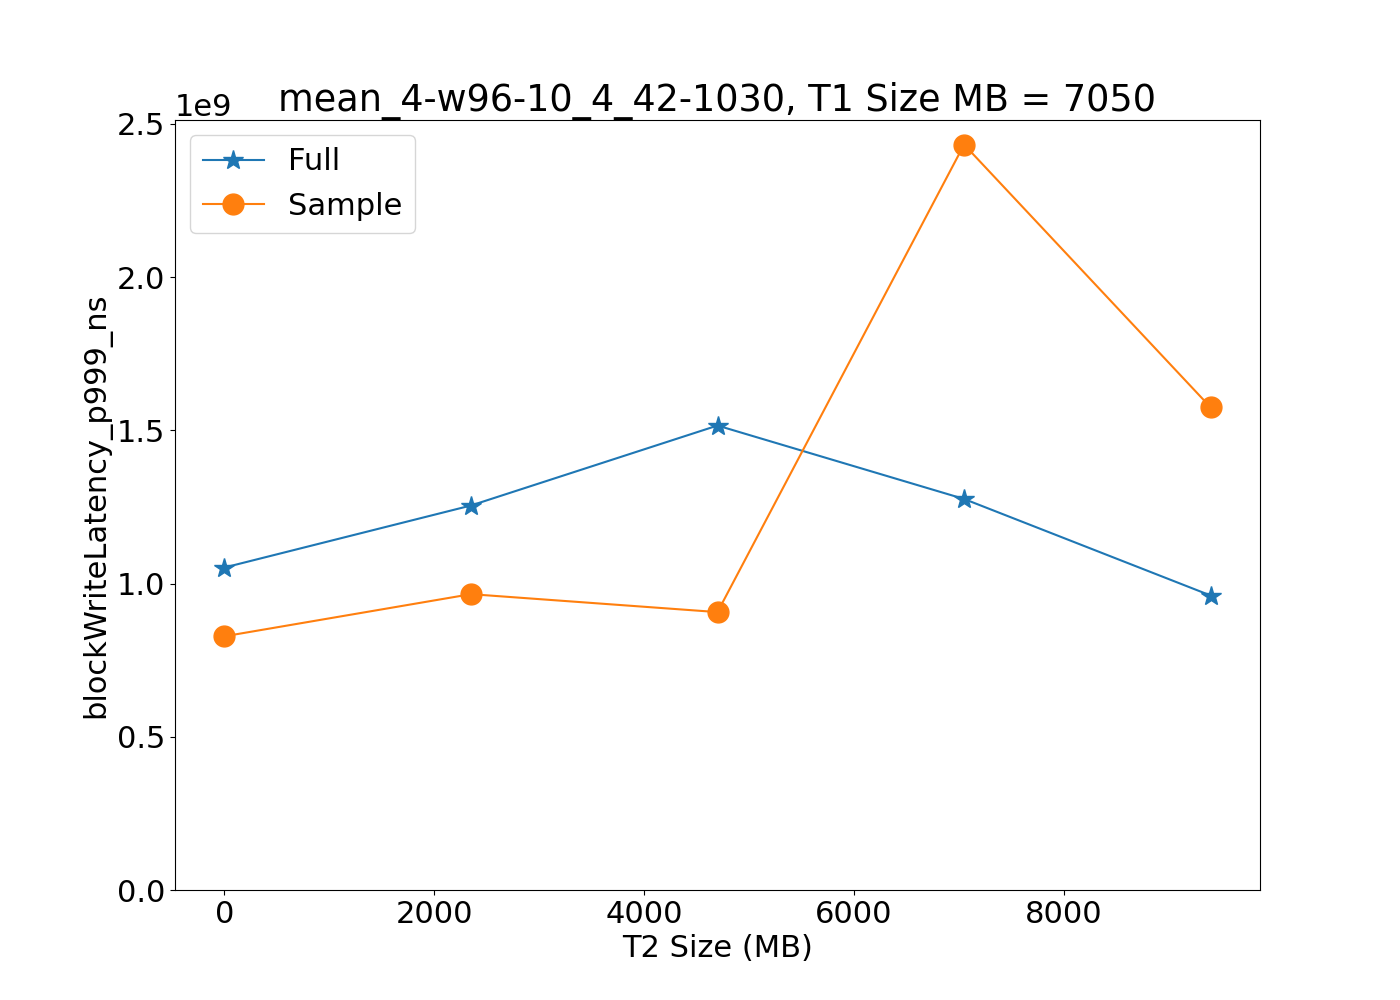 mean_4-w96-10_4_42-1030, T1 Size MB = 7050
1e9
Full
Sample
2.5
2.0
1.5
1.0
0.5
0.0
blockWriteLatency_p999_ns
0 2000 4000 6000 8000
T2 Size (MB)